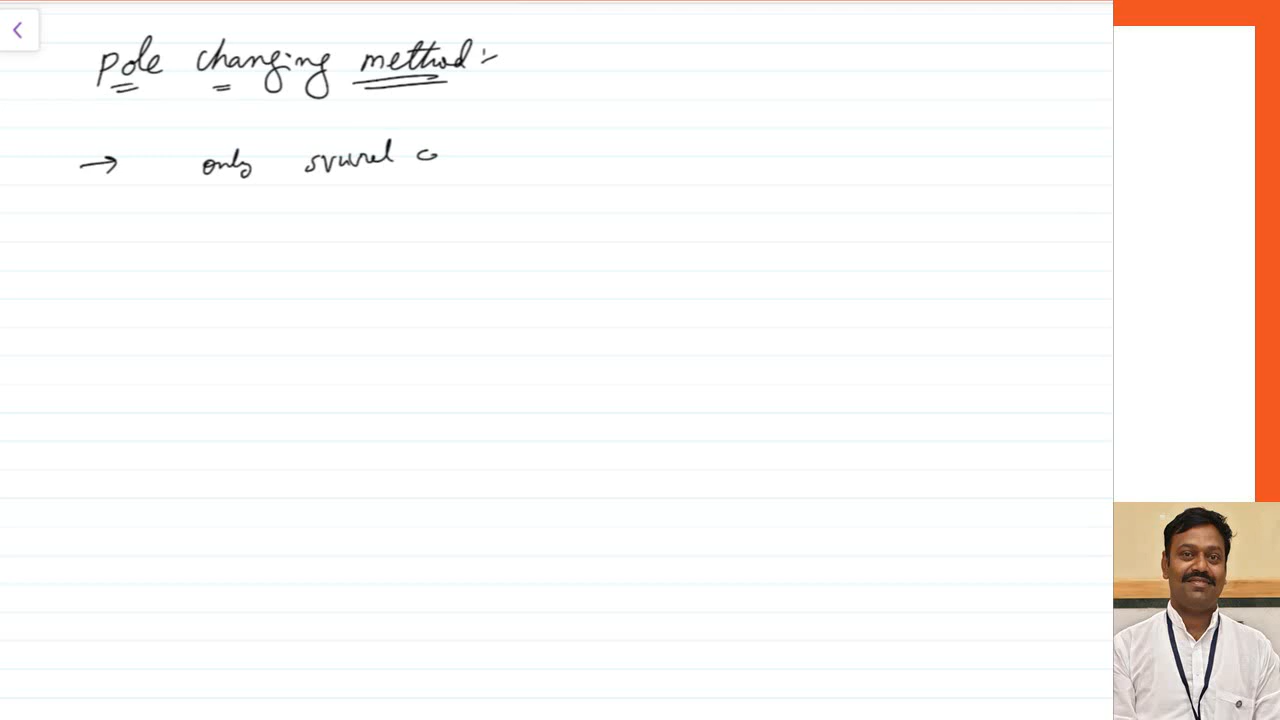 pole changing method :-
→ only squirrel c